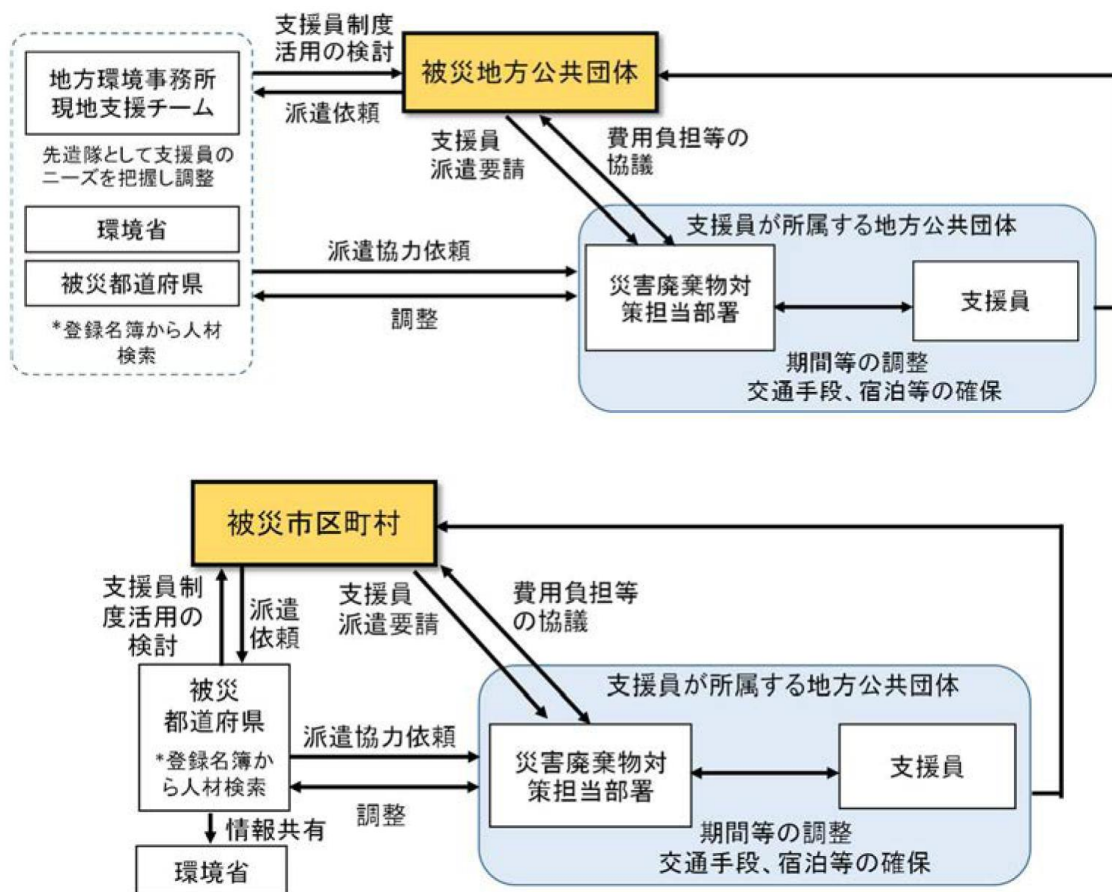 支援員制度
活用の検討
地方環境事務所
現地支援チーム
被災地方公共団体
派遣依頼
先遣隊として支援員の
ニーズを把握し調整
支援員
派遣要請
費用負担等の
協議
環境省
被災都道府県
*登録名簿から人材
検索
派遣協力依頼
調整
支援員が所属する地方公共団体
災害廃棄物対
策担当部署
支援員
期間等の調整
交通手段、宿泊等の確保
被災市区町村
支援員制
度活用の
検討
派遣
依頼
支援員
派遣要請
費用負担等
の協議
被災
都道府県
*登録名簿か
ら人材検索
派遣協力依頼
調整
支援員が所属する地方公共団体
災害廃棄物対
策担当部署
支援員
期間等の調整
交通手段、宿泊等の確保
情報共有
環境省